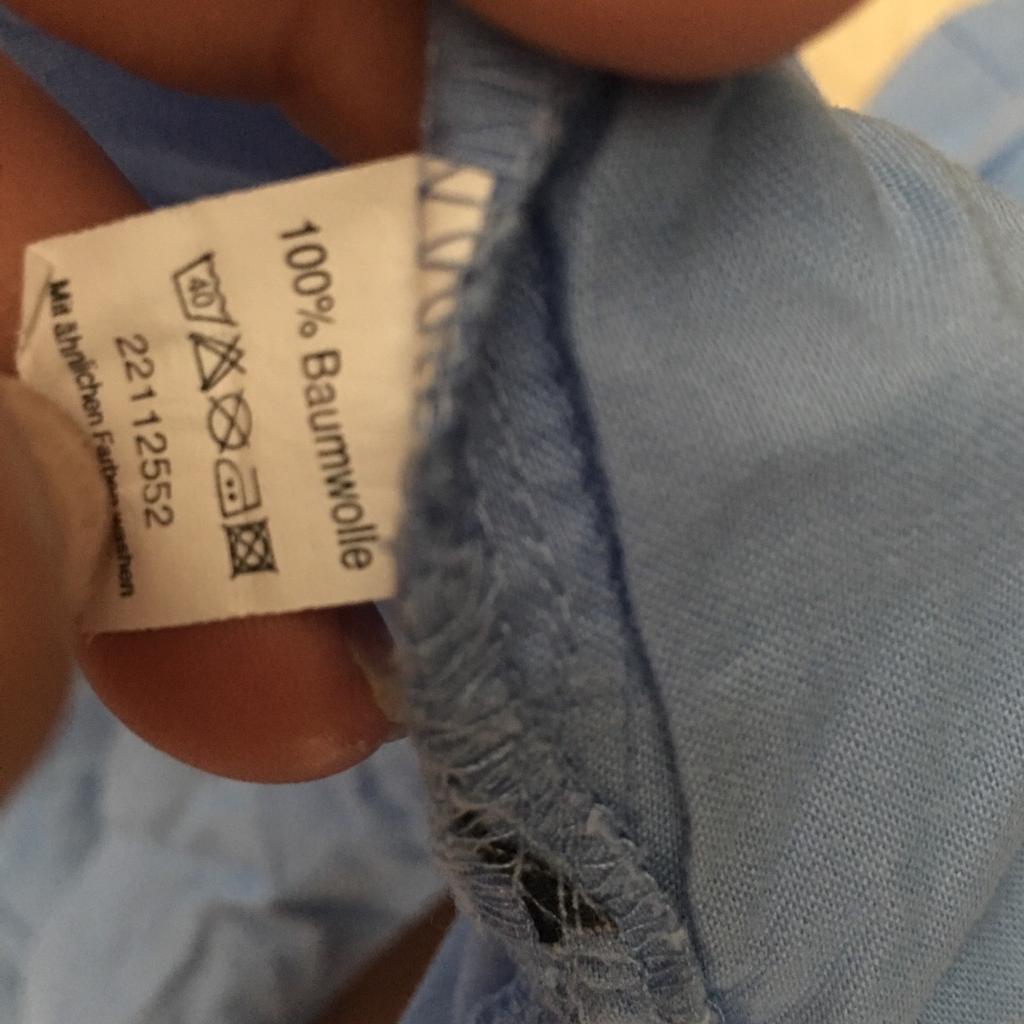 100% Baumwolle
40
22112552
Mit ähnlichen Farben waschen